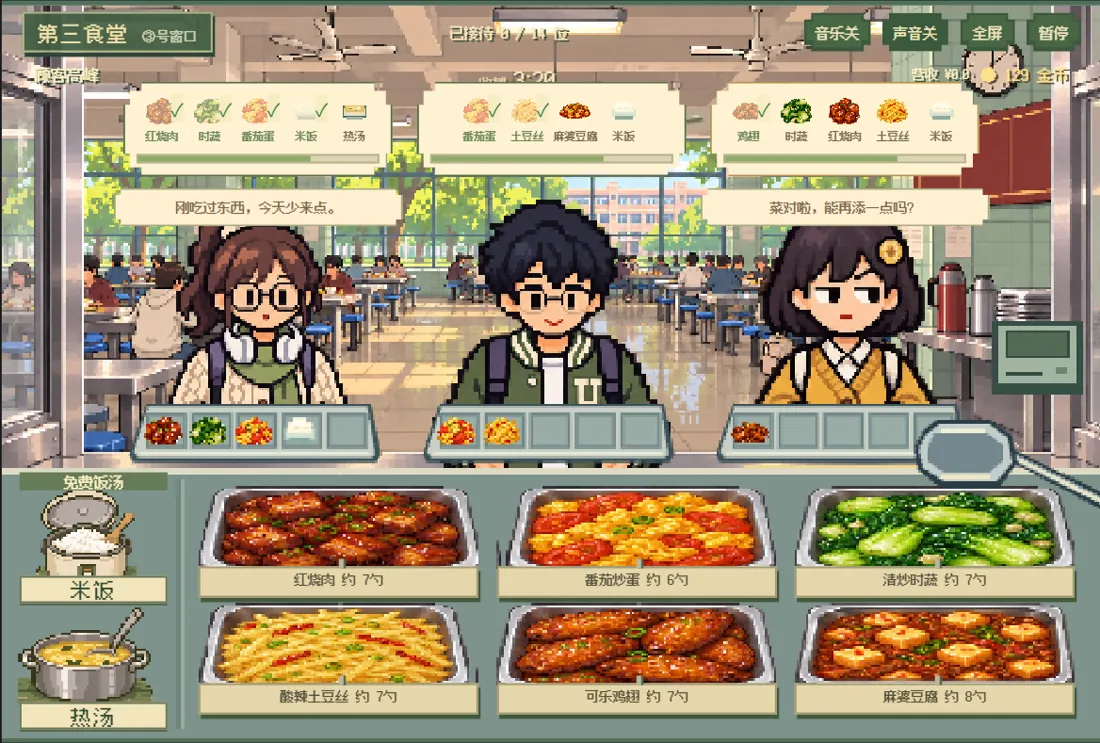 第三食堂 ③号窗口
已接待 0 / 14 位
音乐关
声音关
全屏
暂停
3:20
营收 ¥0.0
129 金币
红烧肉 时蔬 番茄蛋 米饭 热汤
番茄蛋 土豆丝 麻婆豆腐 米饭
鸡翅 时蔬 红烧肉 土豆丝 米饭
刚吃过东西，今天少来点。
菜对啦，能再添一点吗？
免费饭汤
米饭
热汤
红烧肉 约 7勺
番茄炒蛋 约 6勺
清炒时蔬 约 7勺
酸辣土豆丝 约 7勺
可乐鸡翅 约 7勺
麻婆豆腐 约 8勺